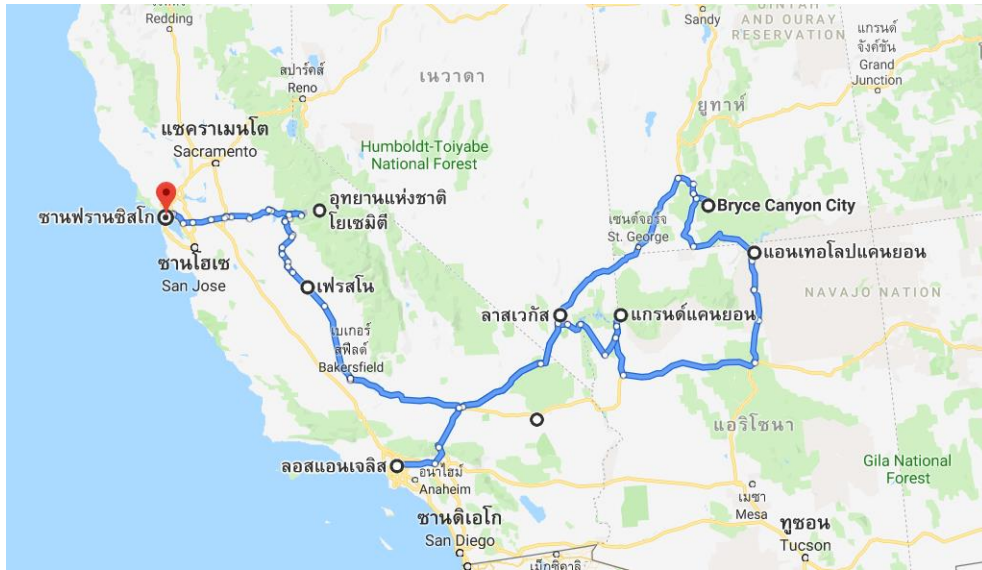 Redding
Sandy
AND OURAY
RESERVATION
แกรนด์
จังค์ชัน
Grand
Junction
สปาร์คส์
Reno
เนวาดา
ยูทาห์
แซคราเมนโต
Sacramento
Humboldt-Toiyabe
National Forest
อุทยานแห่งชาติ
โยเซมิตี
ซานฟรานซิสโก
ซานโฮเซ
San Jose
เฟรสโน
เซนต์จอร์จ
St. George
Bryce Canyon City
แอนเทอโลปแคนยอน
NAVAJO NATION
ลาสเวกัส
แกรนด์แคนยอน
เบเกอร์
สฟีลด์
Bakersfield
แอริโซนา
ลอสแอนเจลิส
อนาไฮม์
Anaheim
Gila National
Forest
เมซา
Mesa
ซานดิเอโก
San Diego
ทูซอน
Tucson
เม็กซิคาลิ